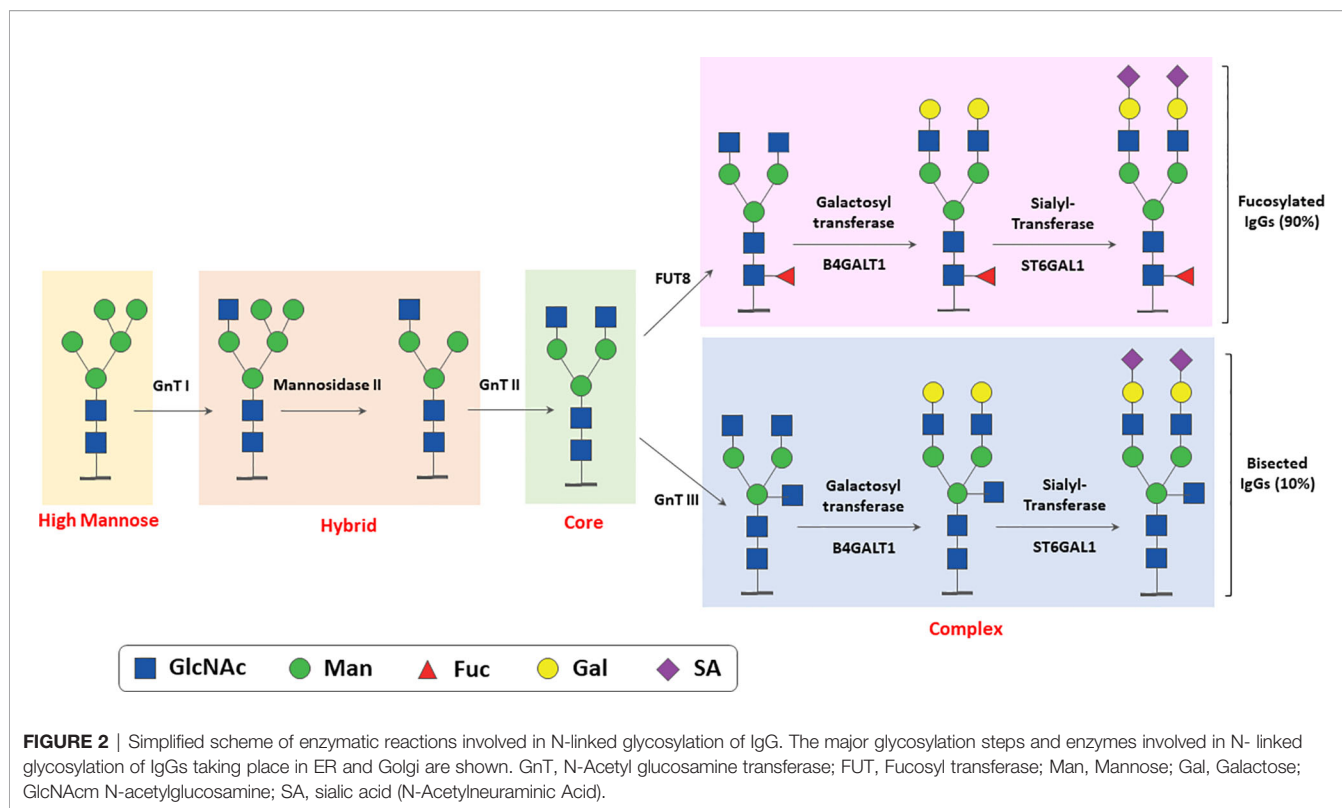 Galactosyl
transferase
B4GALT1
Sialyl-
Transferase
ST6GAL1
Fucosylated
IgGs (90%)
FUT8
GnT I
Mannosidase II
GnT II
High Mannose
Hybrid
Core
GnT III
Galactosyl
transferase
B4GALT1
Sialyl-
Transferase
ST6GAL1
Bisected
IgGs (10%)
Complex
GlcNAc
Man
Fuc
Gal
SA
FIGURE 2 | Simplified scheme of enzymatic reactions involved in N-linked glycosylation of IgG. The major glycosylation steps and enzymes involved in N- linked
glycosylation of IgGs taking place in ER and Golgi are shown. GnT, N-Acetyl glucosamine transferase; FUT, Fucosyl transferase; Man, Mannose; Gal, Galactose;
GlcNAcm N-acetylglucosamine; SA, sialic acid (N-Acetylneuraminic Acid).